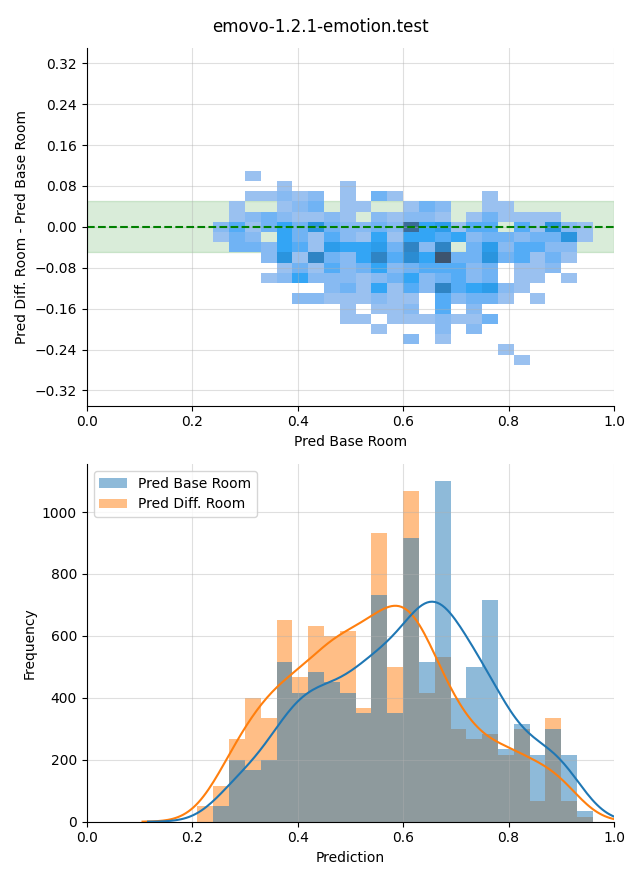 emovo-1.2.1-emotion.test
0.32
0.24
0.16
0.08
0.00
−0.08
−0.16
−0.24
−0.32
Pred Diff. Room - Pred Base Room
0.0 0.2 0.4 0.6 0.8 1.0
Pred Base Room
Pred Base Room
Pred Diff. Room
1000
800
600
400
200
0
Frequency
0.0 0.2 0.4 0.6 0.8 1.0
Prediction